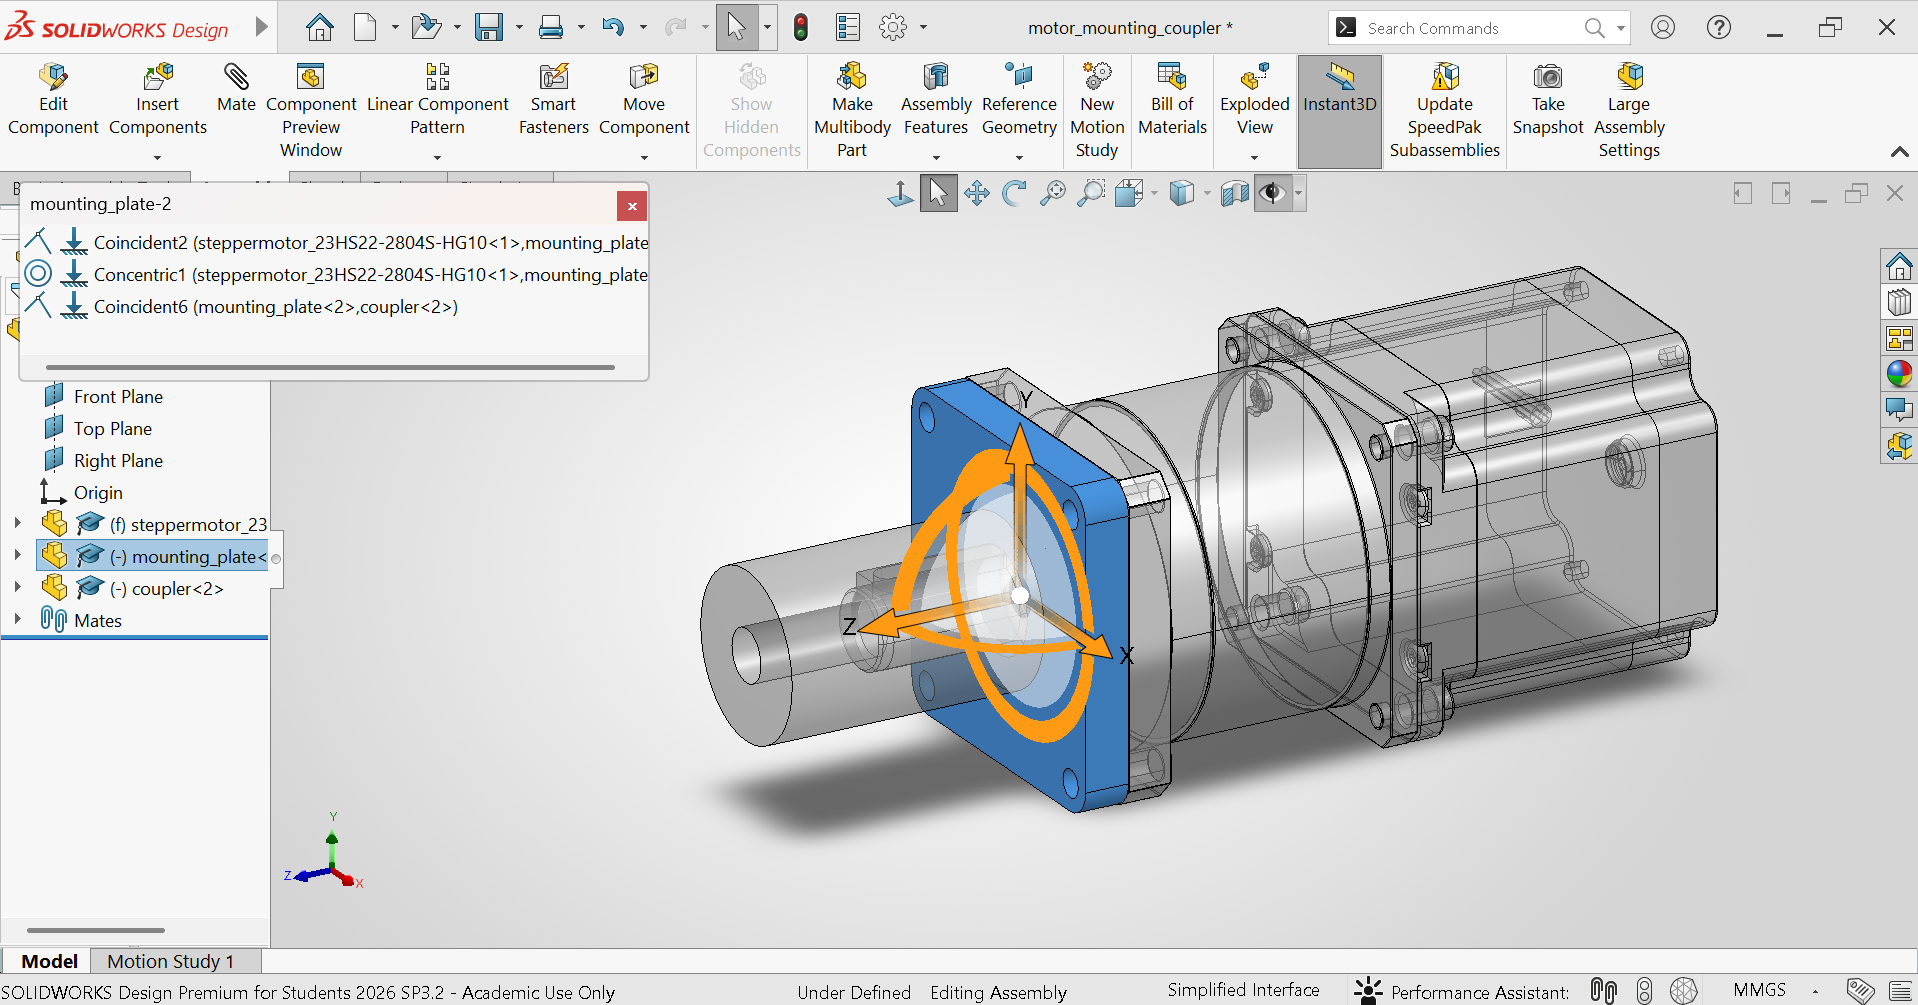 SOLIDWORKS Design
motor_mounting_coupler *
Search Commands
Edit Component
Insert Components
Mate
Component Preview Window
Linear Component Pattern
Smart Fasteners
Move Component
Show Hidden Components
Make Multibody Part
Assembly Features
Reference Geometry
New Motion Study
Bill of Materials
Exploded View
Instant3D
Update SpeedPak Subassemblies
Take Snapshot
Large Assembly Settings
mounting_plate-2
Coincident2 (steppermotor_23HS22-2804S-HG10<1>,mounting_plate
Concentric1 (steppermotor_23HS22-2804S-HG10<1>,mounting_plate
Coincident6 (mounting_plate<2>,coupler<2>)
Front Plane
Top Plane
Right Plane
Origin
(f) steppermotor_23
(-) mounting_plate<
(-) coupler<2>
Mates
Y
Z
X
Y
Z
X
Model
Motion Study 1
SOLIDWORKS Design Premium for Students 2026 SP3.2 - Academic Use Only
Under Defined
Editing Assembly
Simplified Interface
Performance Assistant:
MMGS